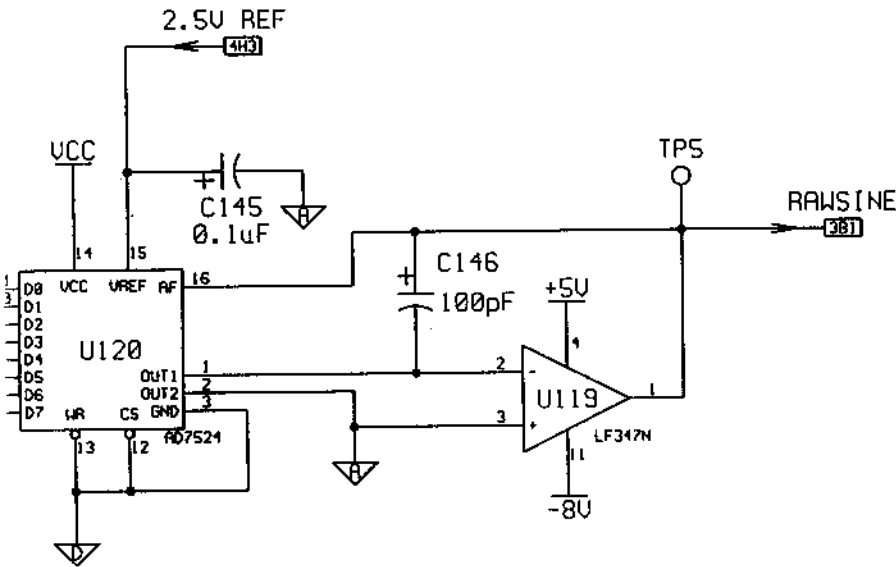 2.5V REF
4H3
VCC
TP5
C145
0.1uF
A
RAWSINE
3B1
14
15
16
C146
100pF
+5V
VCC
VREF
RF
D0
D1
D2
D3
D4
D5
D6
D7
U120
OUT1
OUT2
GND
WR
CS
AD7524
1
2
3
13
12
2
3
4
-
+
U119
1
LF347N
11
-8V
A
D